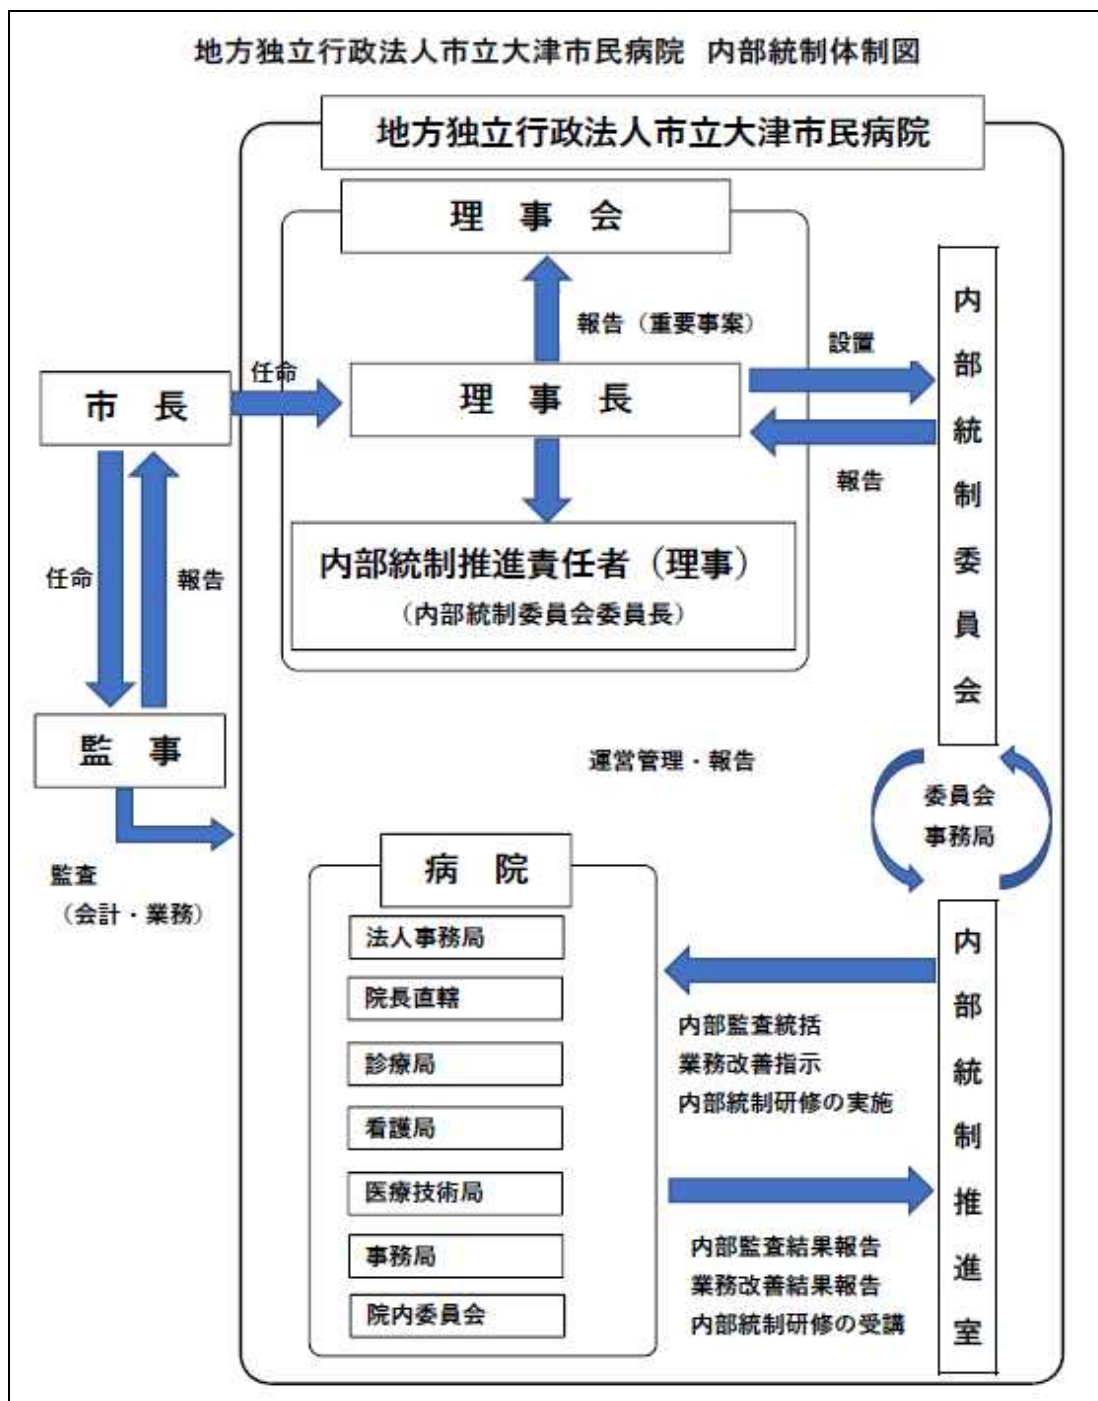 地方独立行政法人市立大津市民病院 内部統制体制図
地方独立行政法人市立大津市民病院
理 事 会
報告（重要事案）
設置
任命
市 長
理 事 長
報告
内部統制委員会
内部統制推進責任者（理事）
（内部統制委員会委員長）
任命
報告
監 事
運営管理・報告
委員会
事務局
監査
（会計・業務）
病 院
法人事務局
院長直轄
診療局
看護局
医療技術局
事務局
院内委員会
内部監査統括
業務改善指示
内部統制研修の実施
内部監査結果報告
業務改善結果報告
内部統制研修の受講
内部統制推進室